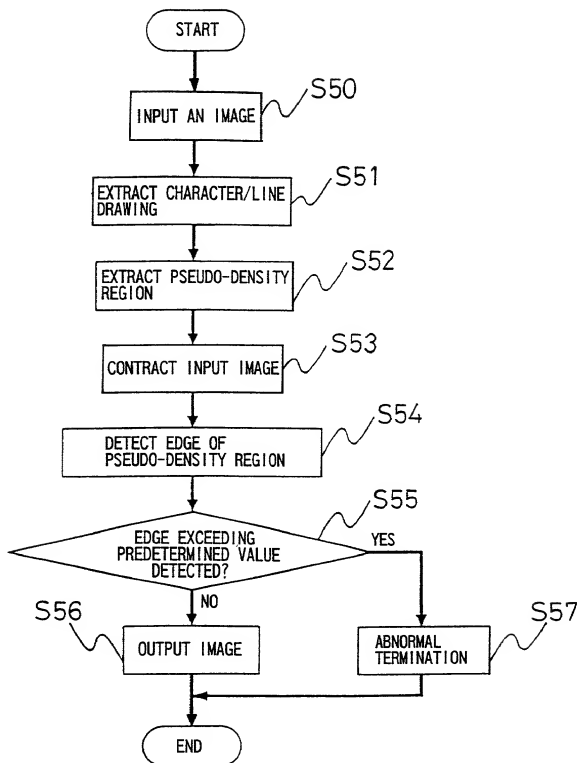 START
S50
INPUT AN IMAGE
S51
EXTRACT CHARACTER/LINE
DRAWING
S52
EXTRACT PSEUDO-DENSITY
REGION
S53
CONTRACT INPUT IMAGE
S54
DETECT EDGE OF
PSEUDO-DENSITY REGION
S55
EDGE EXCEEDING
PREDETERMINED VALUE
DETECTED?
YES
NO
S56
OUTPUT IMAGE
S57
ABNORMAL
TERMINATION
END